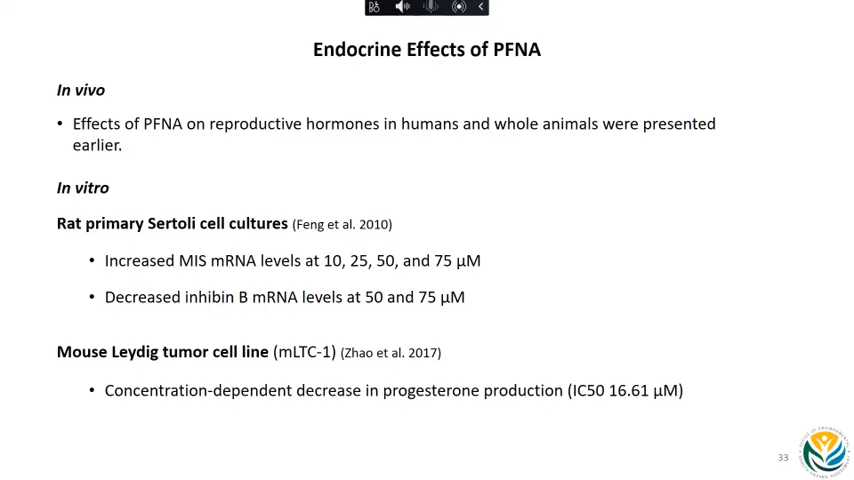 Endocrine Effects of PFNA
In vivo
• Effects of PFNA on reproductive hormones in humans and whole animals were presented
earlier.
In vitro
Rat primary Sertoli cell cultures (Feng et al. 2010)
• Increased MIS mRNA levels at 10, 25, 50, and 75 µM
• Decreased inhibin B mRNA levels at 50 and 75 µM
Mouse Leydig tumor cell line (mLTC-1) (Zhao et al. 2017)
• Concentration-dependent decrease in progesterone production (IC50 16.61 µM)
33